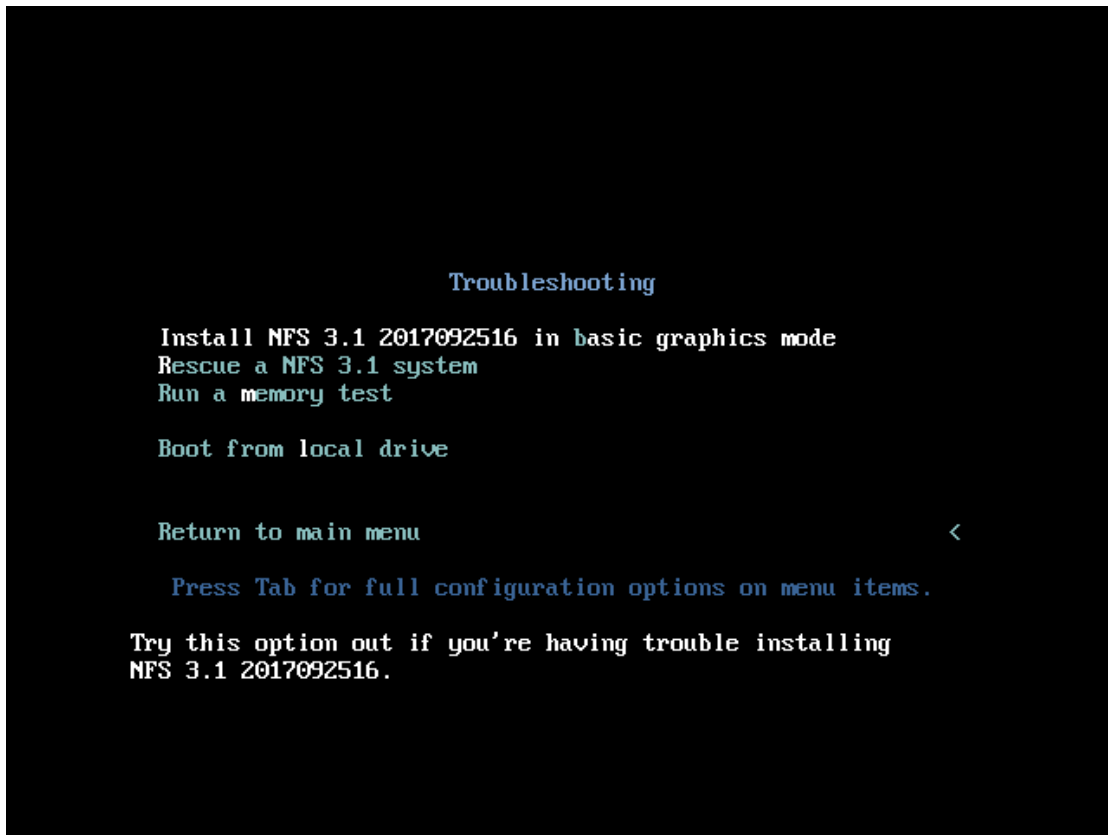 Troubleshooting
Install NFS 3.1 2017092516 in basic graphics mode
Rescue a NFS 3.1 system
Run a memory test
Boot from local drive
Return to main menu <
Press Tab for full configuration options on menu items.
Try this option out if you're having trouble installing
NFS 3.1 2017092516.